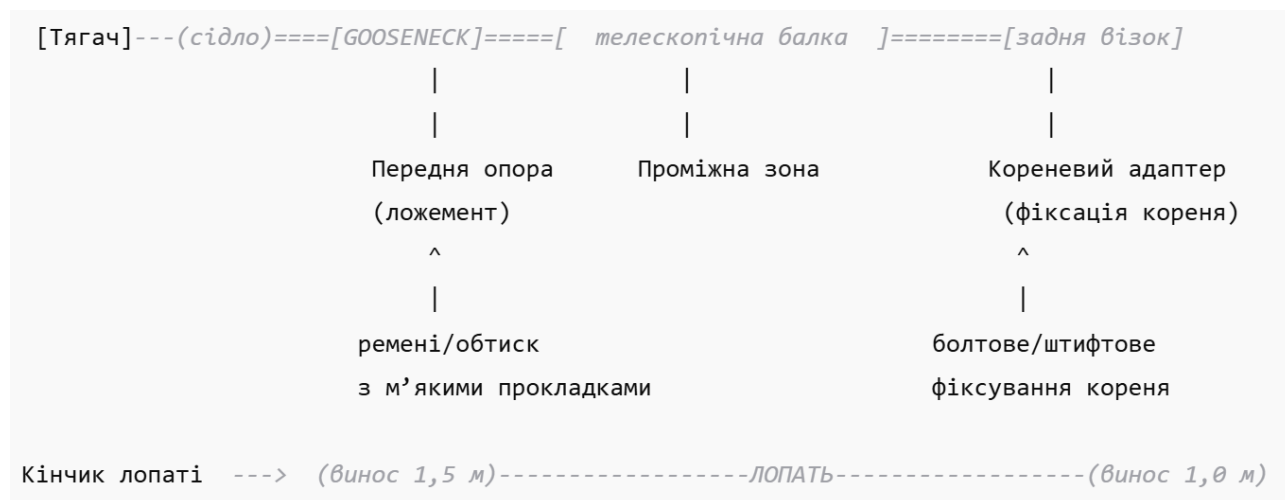 [Тягач]---(сідло)====[GOOSENECK]=====[ телескопічна балка ]========[задня візок]
| | |
| | |
Передня опора Проміжна зона Кореневий адаптер
(ложемент) (фіксація кореня)
^ ^
| |
ремені/обтиск болтове/штифтове
з м’якими прокладками фіксування кореня
Кінчик лопаті ---> (винос 1,5 м)------------------ЛОПАТЬ------------------(винос 1,0 м)